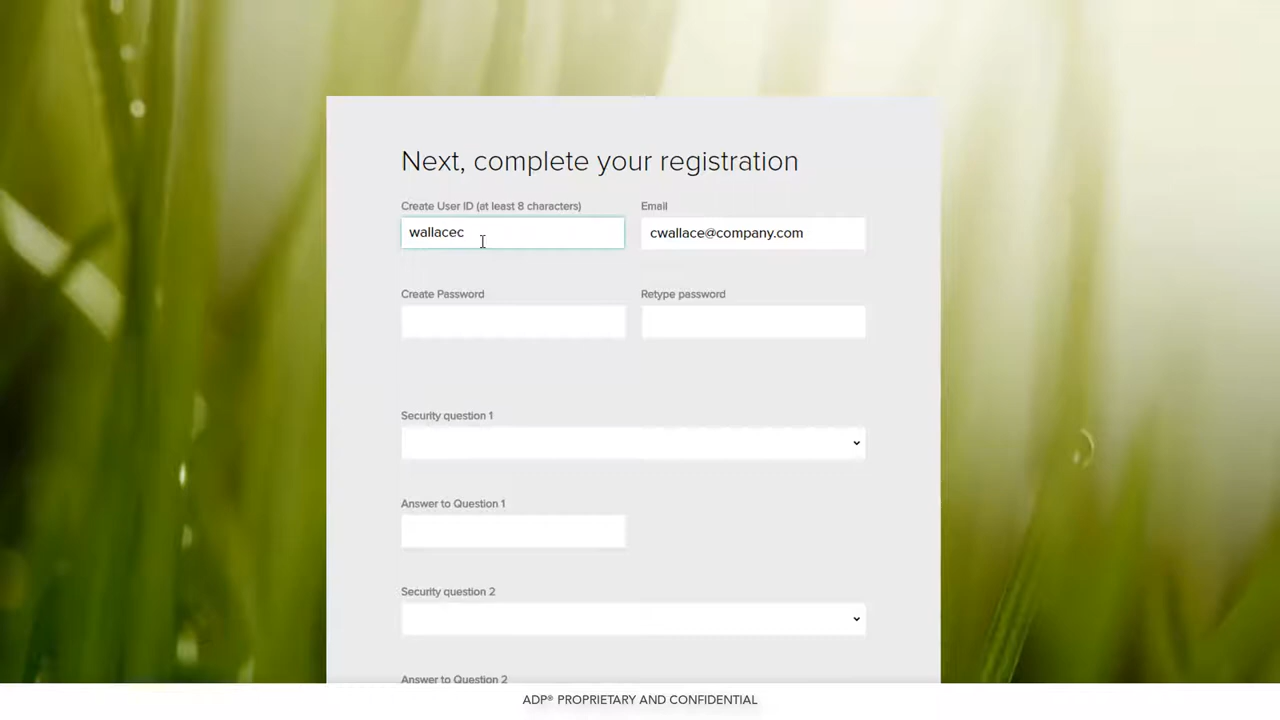 Next, complete your registration
Create User ID (at least 8 characters)
Email
wallacec
cwallace@company.com
Create Password
Retype password
Security question 1
Answer to Question 1
Security question 2
Answer to Question 2
ADP® PROPRIETARY AND CONFIDENTIAL